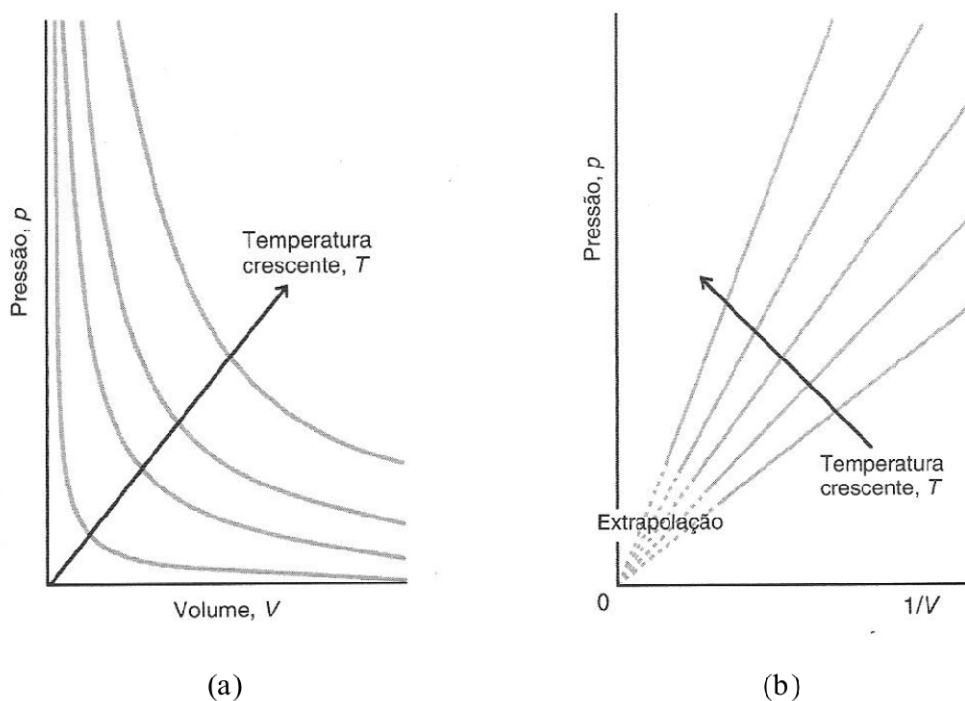 Pressão, p
Temperatura
crescente, T
Volume, V
(a)
Pressão, p
Temperatura
crescente, T
Extrapolação
0
1/V
(b)